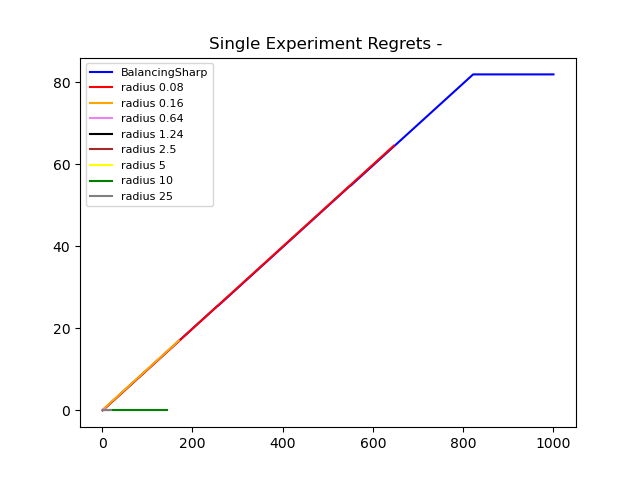 Single Experiment Regrets -
BalancingSharp
radius 0.08
radius 0.16
radius 0.64
radius 1.24
radius 2.5
radius 5
radius 10
radius 25
80
60
40
20
0
0 200 400 600 800 1000